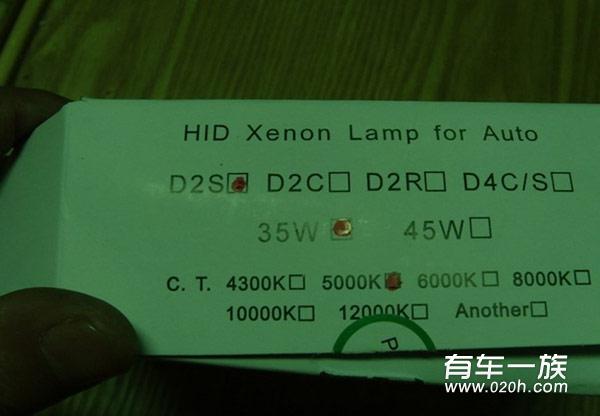 HID Xenon Lamp for Auto
D2S☐ D2C☐ D2R☐ D4C/S☐
35W☐ 45W☐
C. T. 4300K☐ 5000K☐ 6000K☐ 8000K☐
10000K☐ 12000K☐ Another☐
P
有车一族
www.020h.com